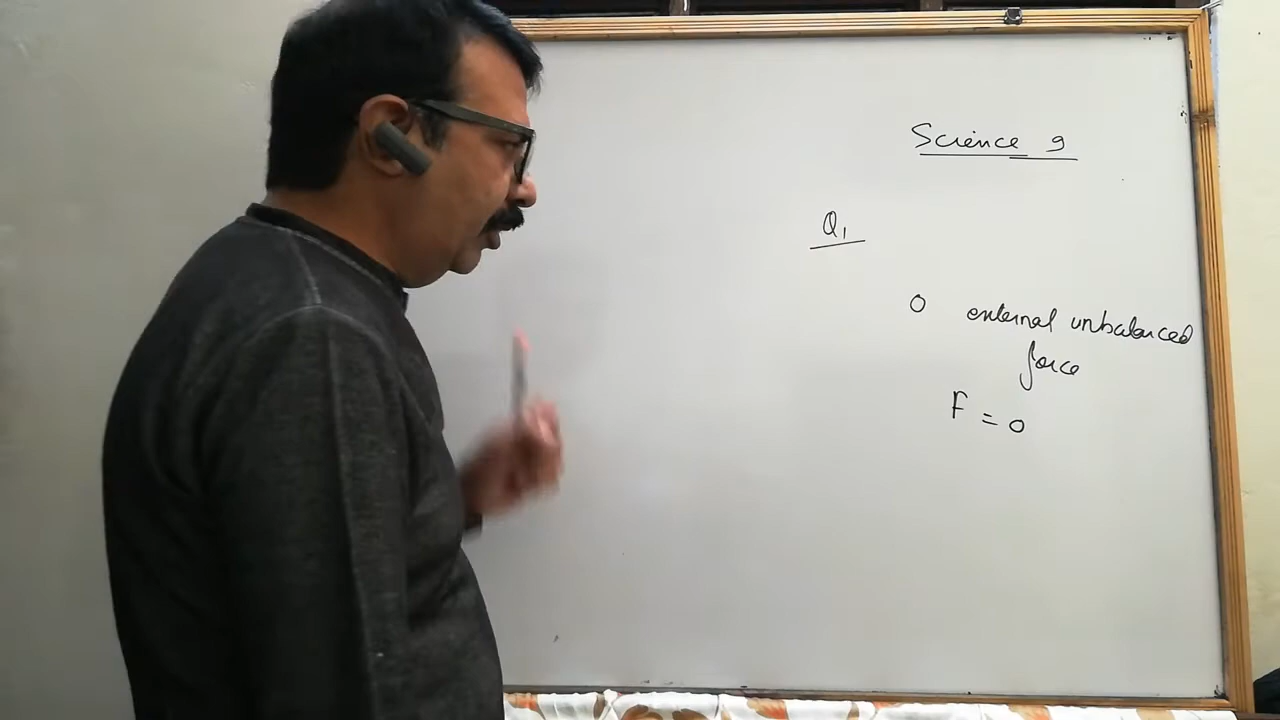 Science 9
Q1
0 external unbalanced
force
F = 0